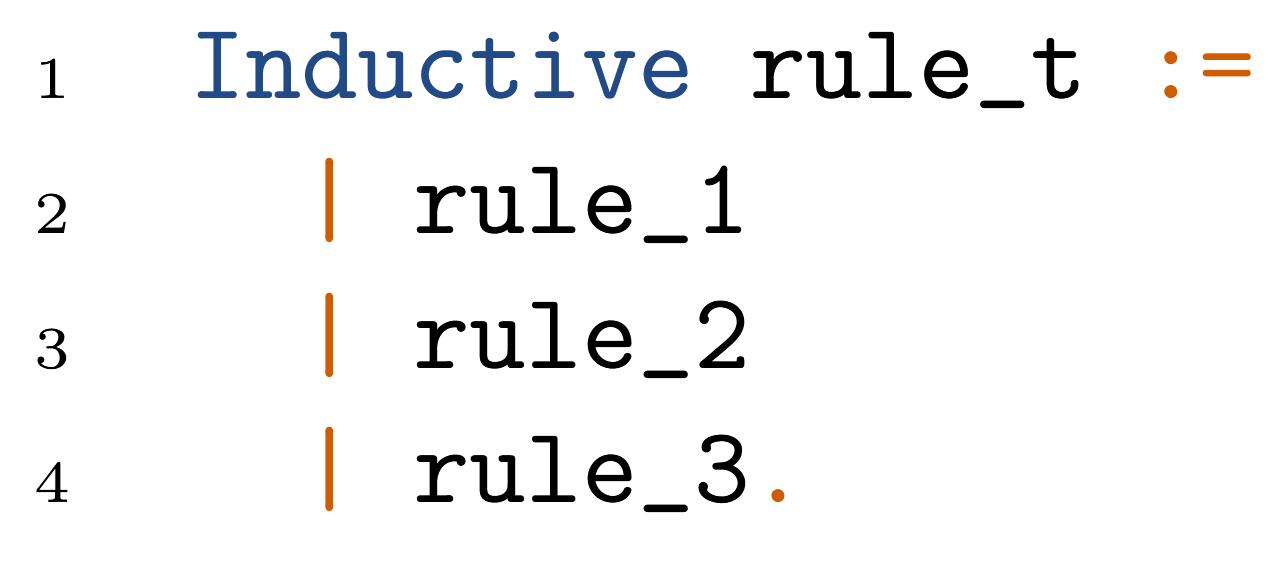 1 Inductive rule_t :=
2 | rule_1
3 | rule_2
4 | rule_3.